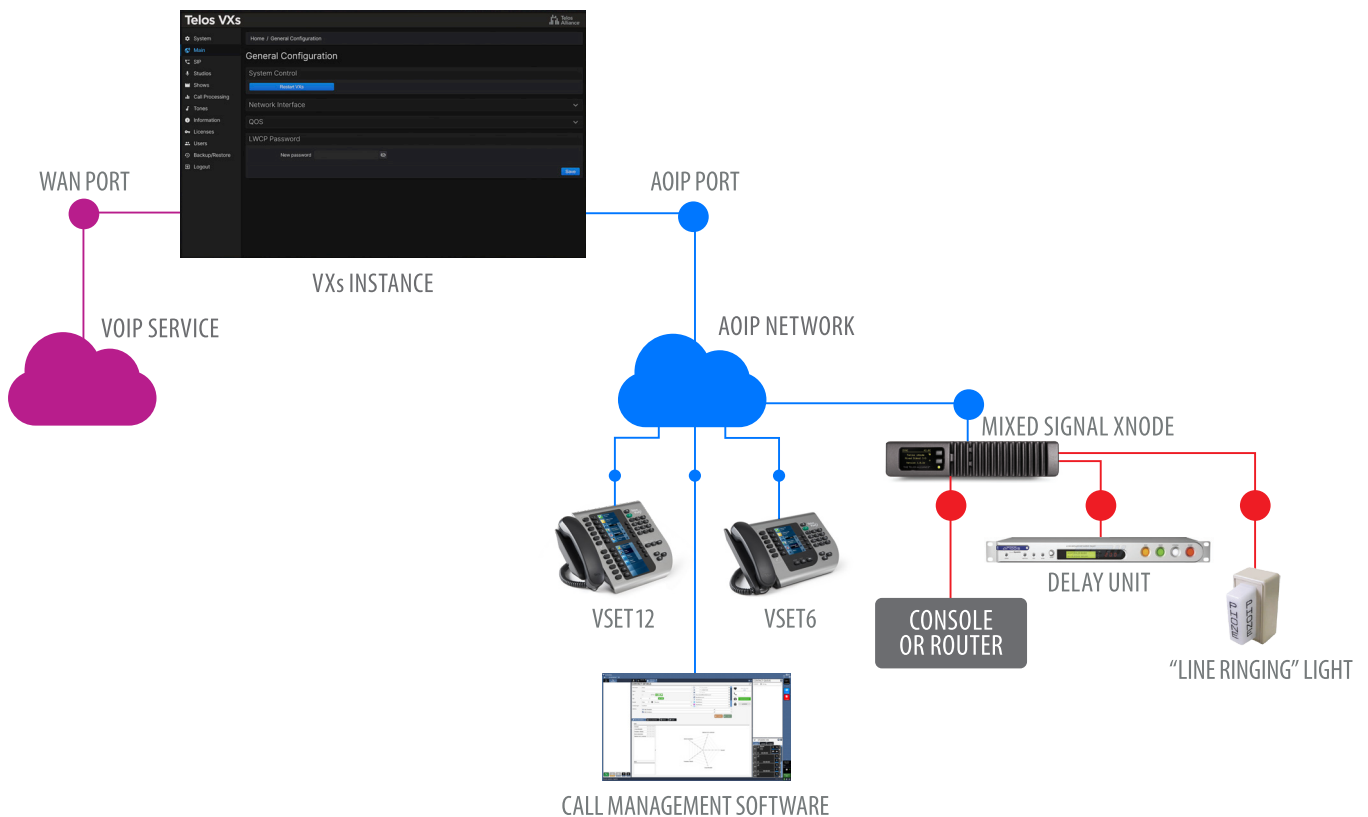 Telos VXs
Telos
Alliance
System
Main
SIP
Studios
Shows
Call Processing
Tones
Information
Licenses
Users
Backup/Restore
Logout
Home / General Configuration
General Configuration
System Control
Restart VXs
Network Interface
QOS
LWCP Password
New password
Save
WAN PORT
AOIP PORT
VXs INSTANCE
VOIP SERVICE
AOIP NETWORK
MIXED SIGNAL XNODE
VSET12
VSET6
CONSOLE
OR ROUTER
DELAY UNIT
“LINE RINGING” LIGHT
CALL MANAGEMENT SOFTWARE